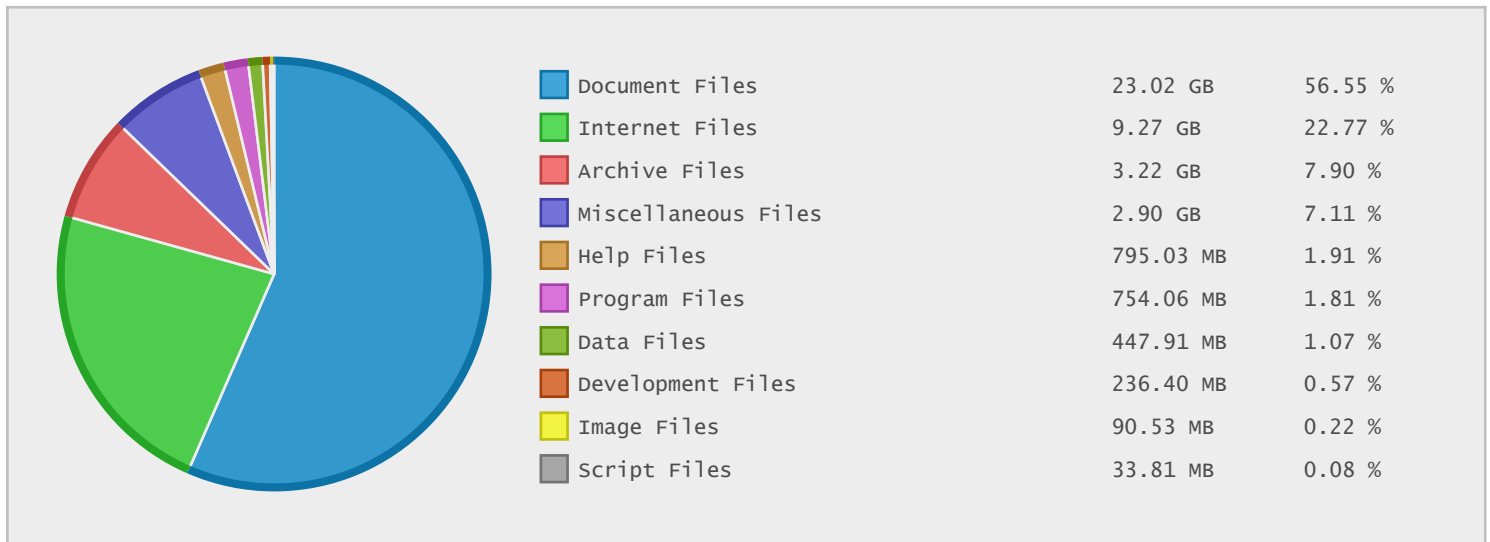 Document Files 23.02 GB 56.55 %
Internet Files 9.27 GB 22.77 %
Archive Files 3.22 GB 7.90 %
Miscellaneous Files 2.90 GB 7.11 %
Help Files 795.03 MB 1.91 %
Program Files 754.06 MB 1.81 %
Data Files 447.91 MB 1.07 %
Development Files 236.40 MB 0.57 %
Image Files 90.53 MB 0.22 %
Script Files 33.81 MB 0.08 %